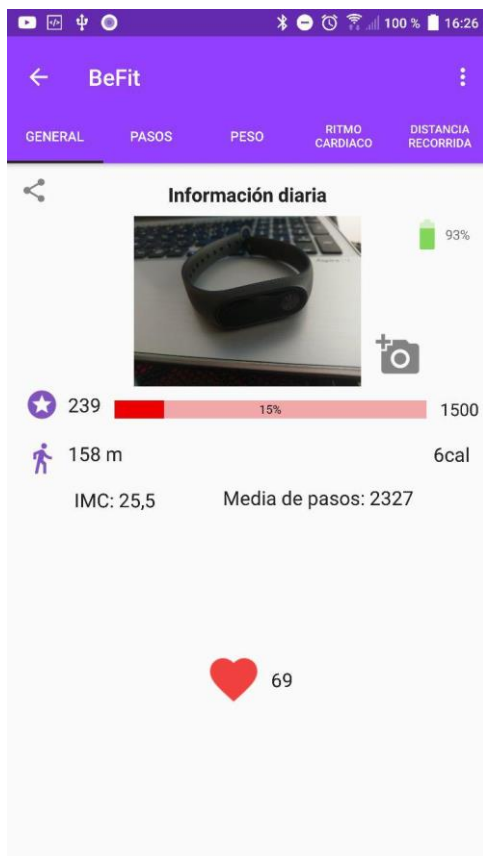 100 % 16:26
BeFit
GENERAL PASOS PESO RITMO CARDIACO DISTANCIA RECORRIDA
Información diaria
93%
239 15% 1500
158 m 6cal
IMC: 25,5 Media de pasos: 2327
69